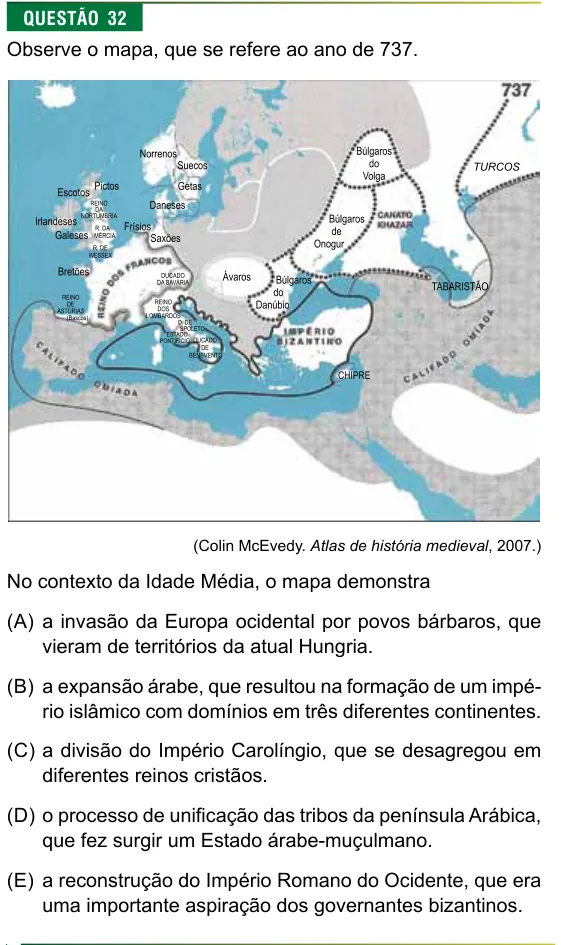 QUESTÃO 32
Observe o mapa, que se refere ao ano de 737.
737
Norrenos
Suecos
Búlgaros
do
Volga
TURCOS
Pictos
Escotos
Getas
REINO
DA
NORTUMBRIA
Daneses
Irlandeses
Galeses
R. DA
MÉRCIA
Frísios
Saxões
Búlgaros
de
Onogur
CANATO
KHAZAR
R. DE
WESSEX
Bretões
REINO DOS FRANCOS
DUCADO
DA BAVÁRIA
Ávaros
Búlgaros
do
Danúbio
TABARISTÃO
REINO
DE
ASTÚRIAS
(Bascos)
REINO
DOS
LOMBARDOS
D. DE
SPOLETO
ESTADO
PONTIFÍCIO
DUCADO
DE
BENEVENTO
IMPÉRIO
BIZANTINO
CALIFADO OMÍADA
CHIPRE
CALIFADO OMÍADA
(Colin McEvedy. Atlas de história medieval, 2007.)
No contexto da Idade Média, o mapa demonstra
(A) a invasão da Europa ocidental por povos bárbaros, que
vieram de territórios da atual Hungria.
(B) a expansão árabe, que resultou na formação de um impé-
rio islâmico com domínios em três diferentes continentes.
(C) a divisão do Império Carolíngio, que se desagregou em
diferentes reinos cristãos.
(D) o processo de unificação das tribos da península Arábica,
que fez surgir um Estado árabe-muçulmano.
(E) a reconstrução do Império Romano do Ocidente, que era
uma importante aspiração dos governantes bizantinos.